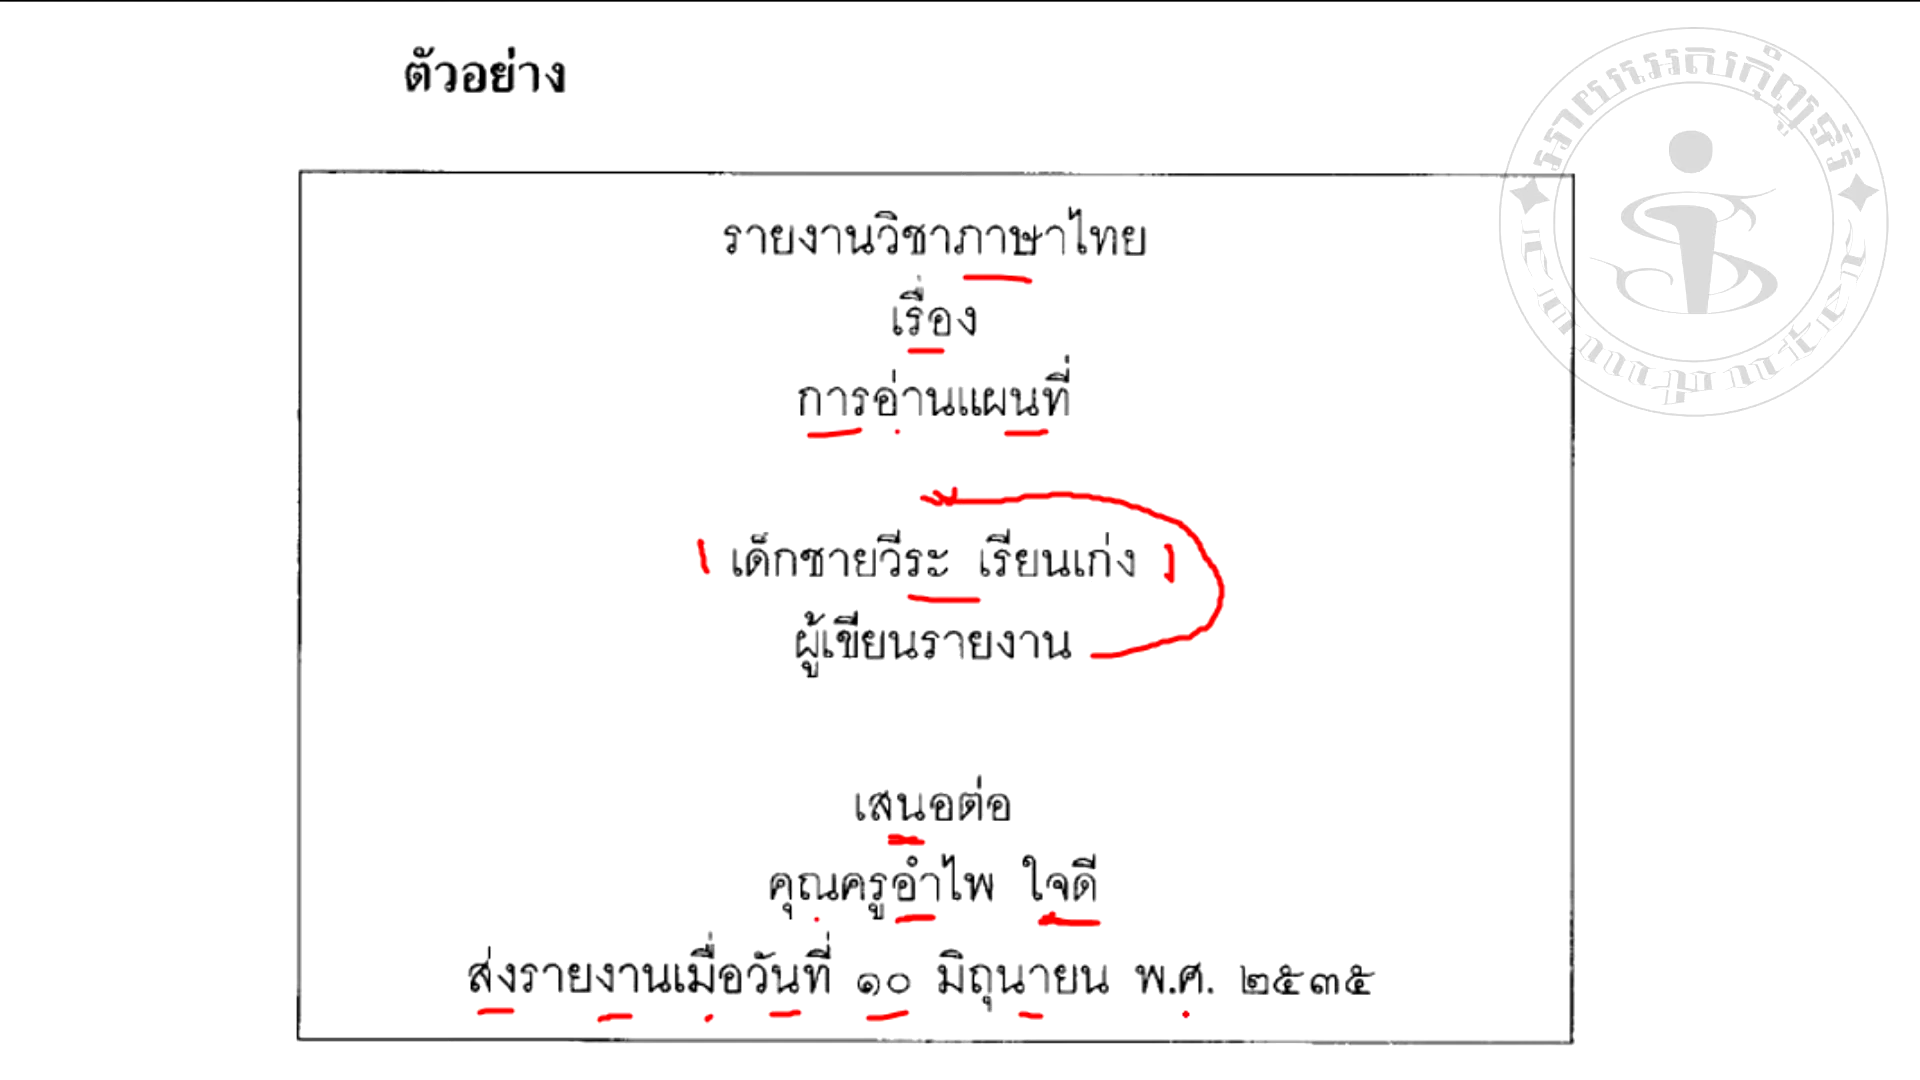 ตัวอย่าง
รายงานวิชาภาษาไทย
เรื่อง
การอ่านแผนที่
เด็กชายวีระ เรียนเก่ง
ผู้เขียนรายงาน
เสนอต่อ
คุณครูอำไพ ใจดี
ส่งรายงานเมื่อวันที่ ๑๐ มิถุนายน พ.ศ. ๒๕๓๕